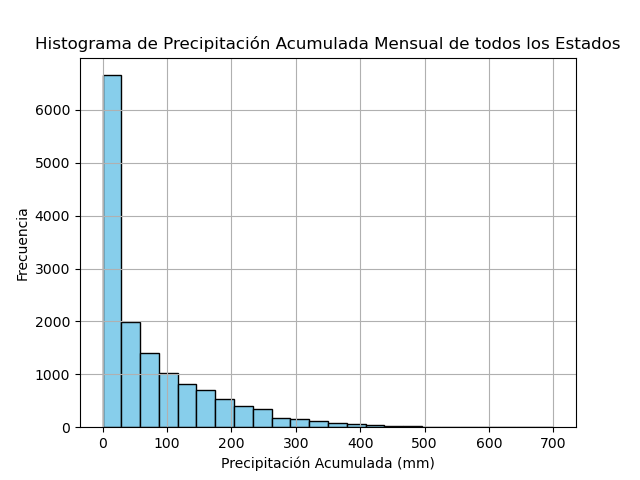 Histograma de Precipitación Acumulada Mensual de todos los Estados
Frecuencia
6000
5000
4000
3000
2000
1000
0
0 100 200 300 400 500 600 700
Precipitación Acumulada (mm)